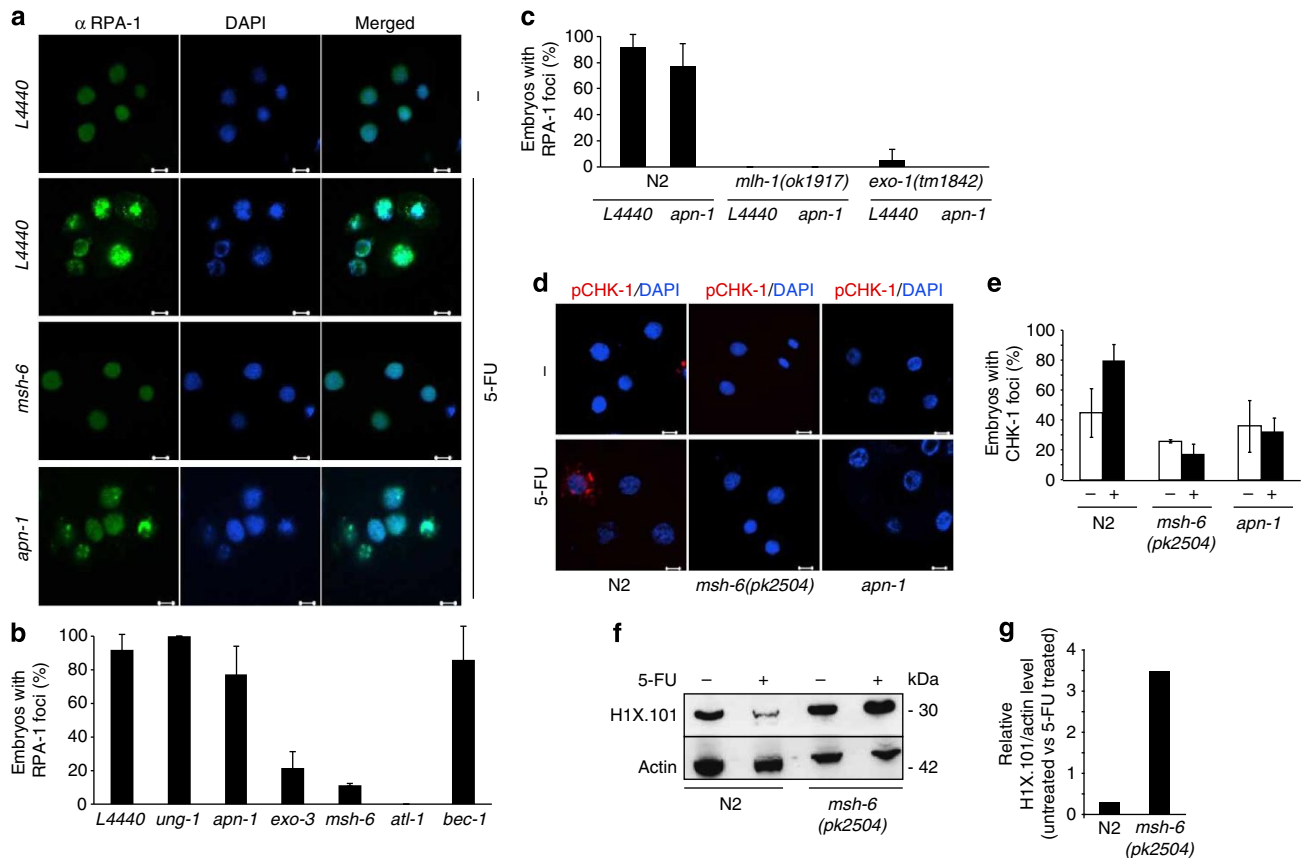 a
α RPA-1 DAPI Merged
L4440
–
L4440
msh-6
apn-1
5-FU
b
Embryos with
RPA-1 foci (%)
100
80
60
40
20
0
L4440 ung-1 apn-1 exo-3 msh-6 atl-1 bec-1
c
Embryos with
RPA-1 foci (%)
100
80
60
40
20
0
N2 mlh-1(ok1917) exo-1(tm1842)
L4440 apn-1 L4440 apn-1 L4440 apn-1
d
pCHK-1/DAPI pCHK-1/DAPI pCHK-1/DAPI
–
5-FU
N2 msh-6(pk2504) apn-1
e
Embryos with
CHK-1 foci (%)
100
80
60
40
20
0
– + – + – +
N2 msh-6 apn-1
(pk2504)
f
5-FU – + – + kDa
H1X.101 - 30
Actin - 42
N2 msh-6
(pk2504)
g
Relative
H1X.101/actin level
(untreated vs 5-FU treated)
4
3
2
1
0
N2 msh-6
(pk2504)